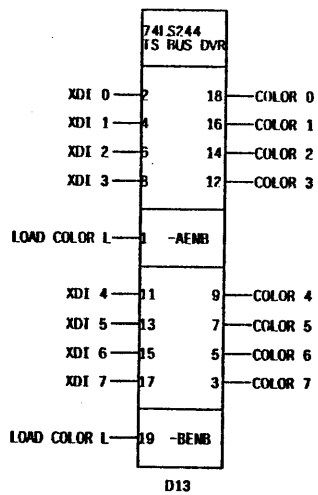 74LS244
TS BUS DVR
XDI 0 2 18 COLOR 0
XDI 1 4 16 COLOR 1
XDI 2 6 14 COLOR 2
XDI 3 8 12 COLOR 3
LOAD COLOR L 1 -AENB
XDI 4 11 9 COLOR 4
XDI 5 13 7 COLOR 5
XDI 6 15 5 COLOR 6
XDI 7 17 3 COLOR 7
LOAD COLOR L 19 -BENB
D13